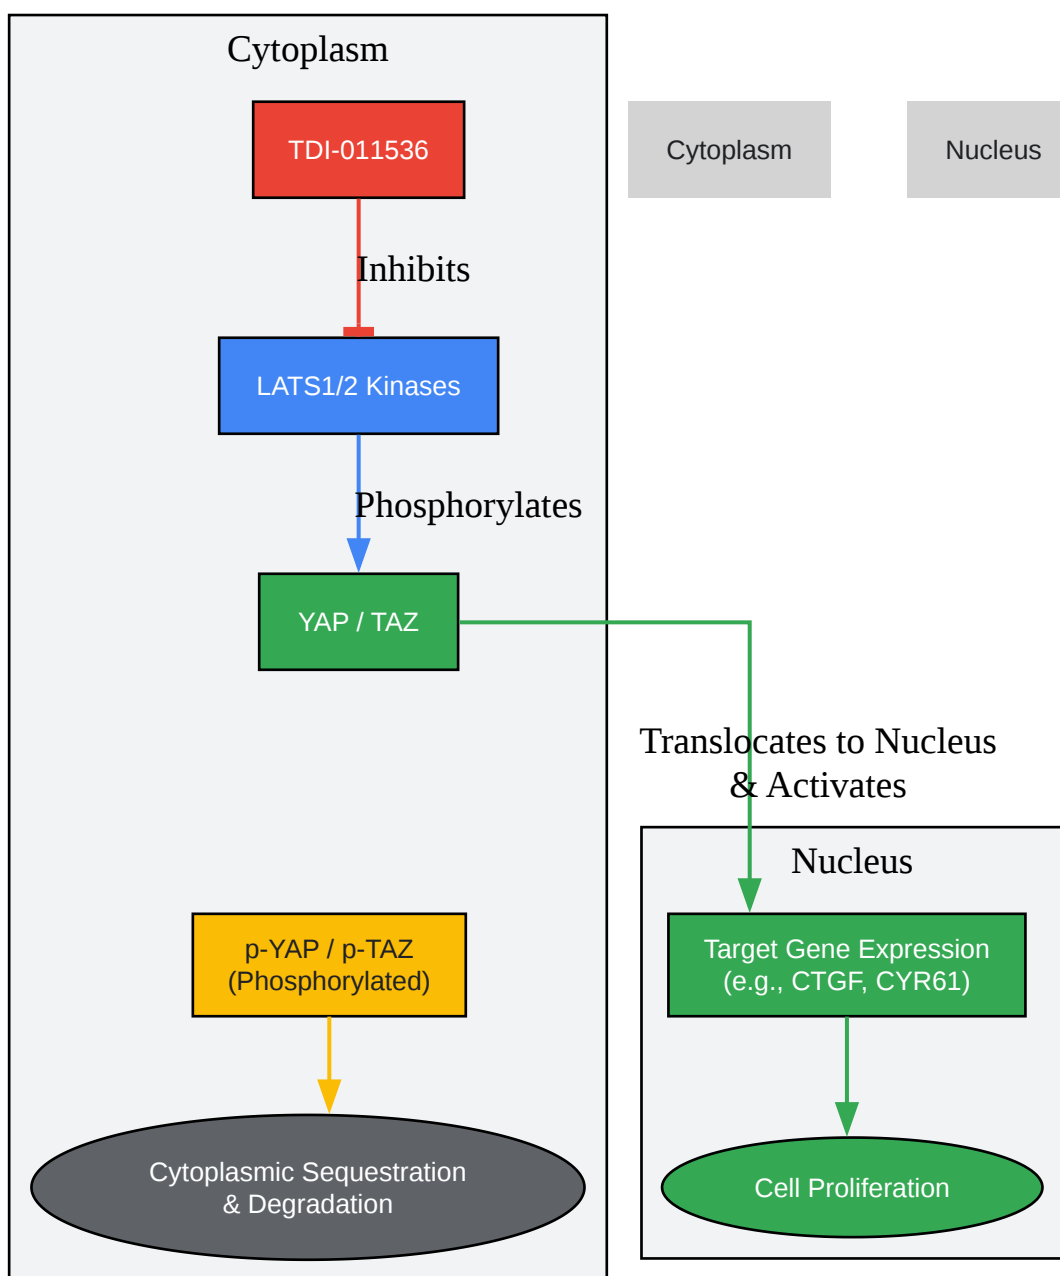 Cytoplasm
TDI-011536
Cytoplasm
Nucleus
Inhibits
LATS1/2 Kinases
Phosphorylates
YAP / TAZ
Translocates to Nucleus
& Activates
Nucleus
p-YAP / p-TAZ
(Phosphorylated)
Target Gene Expression
(e.g., CTGF, CYR61)
Cytoplasmic Sequestration
& Degradation
Cell Proliferation